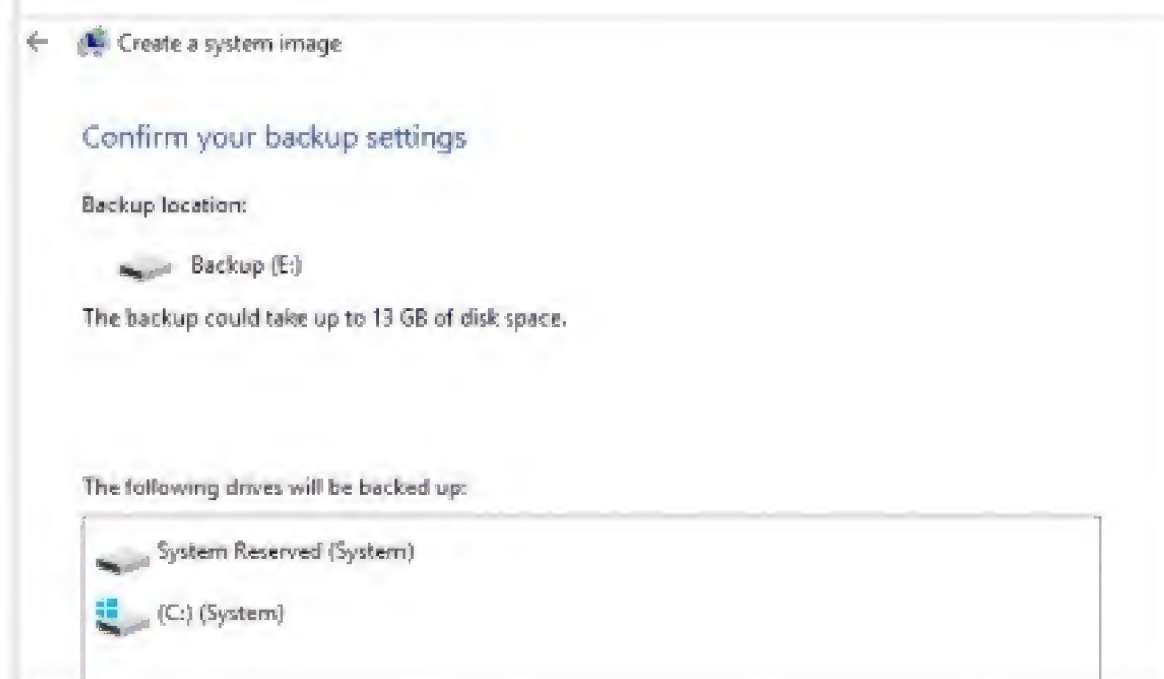 Create a system image
Confirm your backup settings
Backup location:
Backup (E:)
The backup could take up to 13 GB of disk space.
The following drives will be backed up:
System Reserved (System)
(C:) (System)